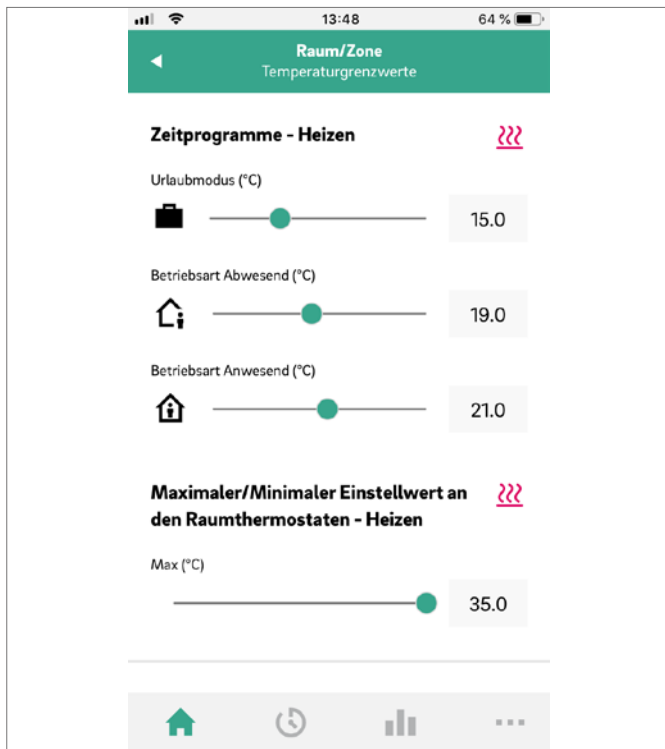 13:48
64 %
Raum/Zone
Temperaturgrenzwerte
Zeitprogramme - Heizen
Urlaubmodus (°C)
15.0
Betriebsart Abwesend (°C)
19.0
Betriebsart Anwesend (°C)
21.0
Maximaler/Minimaler Einstellwert an
den Raumthermostaten - Heizen
Max (°C)
35.0